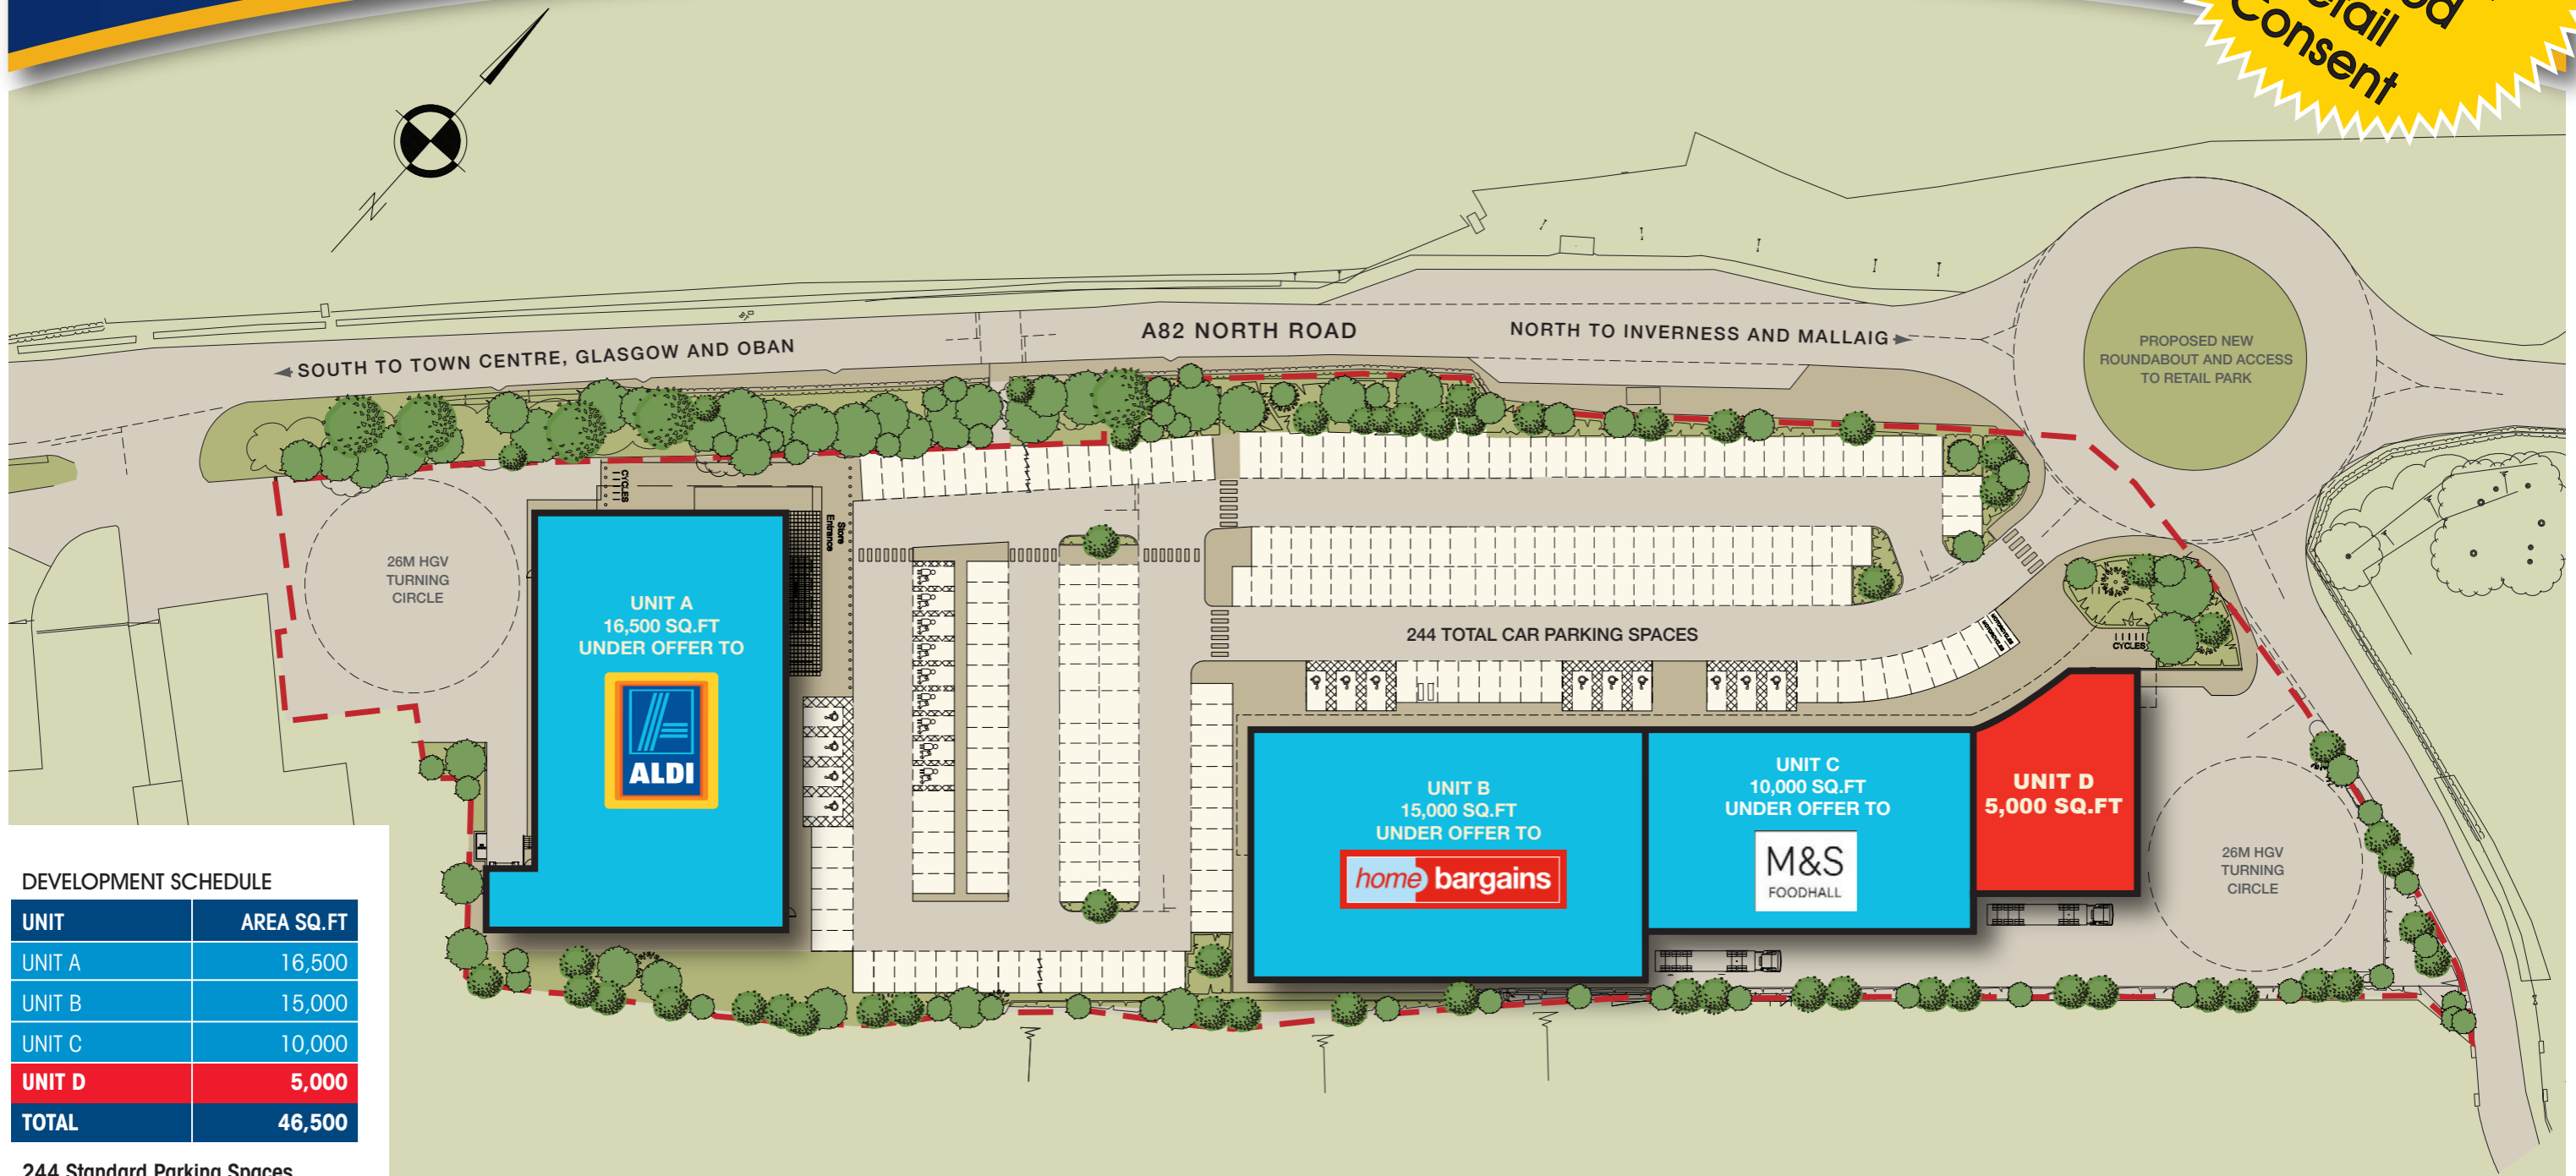 Consent
A82 NORTH ROAD
NORTH TO INVERNESS AND MALLAIG
SOUTH TO TOWN CENTRE, GLASGOW AND OBAN
PROPOSED NEW
ROUNDABOUT AND ACCESS
TO RETAIL PARK
CYCLES
Store
Entrance
26M HGV
TURNING
CIRCLE
UNIT A
16,500 SQ.FT
UNDER OFFER TO
ALDI
244 TOTAL CAR PARKING SPACES
MOTORCYCLES
MOTORCYCLES
CYCLES
UNIT B
15,000 SQ.FT
UNDER OFFER TO
home bargains
UNIT C
10,000 SQ.FT
UNDER OFFER TO
M&S
FOODHALL
UNIT D
5,000 SQ.FT
26M HGV
TURNING
CIRCLE
N
DEVELOPMENT SCHEDULE
UNIT AREA SQ.FT
UNIT A 16,500
UNIT B 15,000
UNIT C 10,000
UNIT D 5,000
TOTAL 46,500
244 Standard Parking Spaces